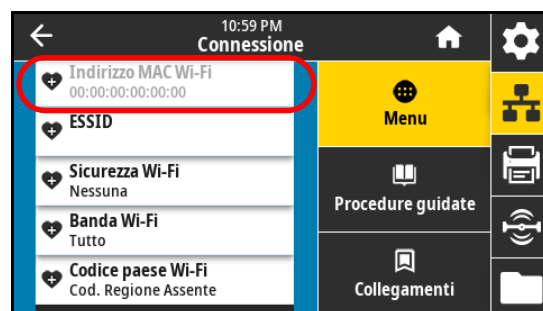 10:59 PM
Connessione
Indirizzo MAC Wi-Fi
00:00:00:00:00:00
ESSID
Sicurezza Wi-Fi
Nessuna
Banda Wi-Fi
Tutto
Codice paese Wi-Fi
Cod. Regione Assente
Menu
Procedure guidate
Collegamenti